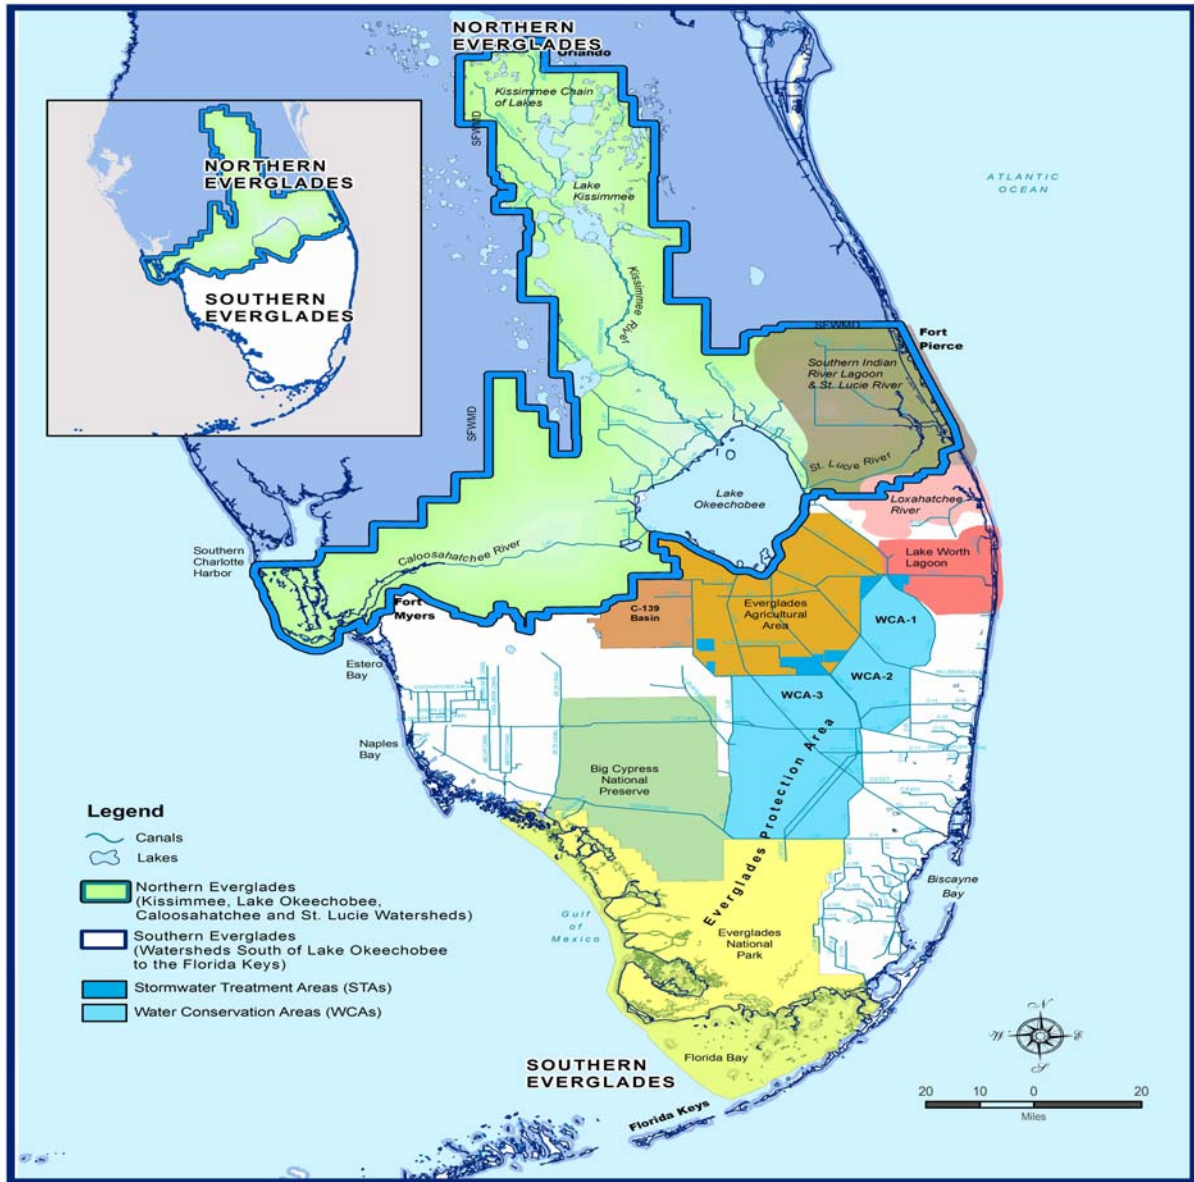 NORTHERN
EVERGLADES
Orlando
Kissimmee Chain
of Lakes
SFWMD
NORTHERN
EVERGLADES
SOUTHERN
EVERGLADES
Lake
Kissimmee
ATLANTIC
OCEAN
Kissimmee River
SFWMD
Fort
Pierce
Southern Indian
River Lagoon
& St. Lucie River
SFWMD
St. Lucie River
Lake
Okeechobee
Loxahatchee
River
Southern
Charlotte
Harbor
Caloosahatchee River
Lake Worth
Lagoon
Fort
Myers
C-139
Basin
Everglades
Agricultural
Area
WCA-1
Estero
Bay
WCA-2
WCA-3
Naples
Bay
Big Cypress
National
Preserve
Everglades Protection Area
Legend
Canals
Lakes
Northern Everglades
(Kissimmee, Lake Okeechobee,
Caloosahatchee and St. Lucie Watersheds)
Southern Everglades
(Watersheds South of Lake Okeechobee
to the Florida Keys)
Stormwater Treatment Areas (STAs)
Water Conservation Areas (WCAs)
Biscayne
Bay
Gulf
of
Mexico
Everglades
National
Park
Florida Bay
SOUTHERN
EVERGLADES
Florida Keys
N
W
E
S
20 10 0 20
Miles